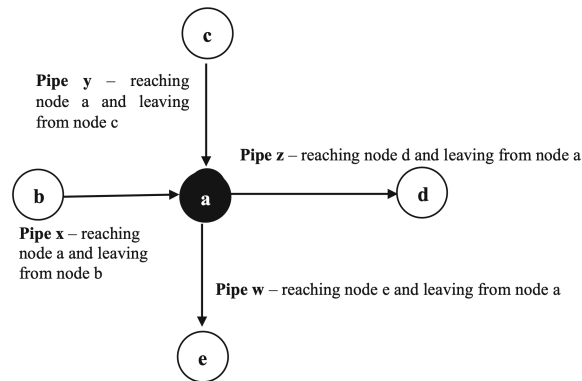 c
Pipe y – reaching
node a and leaving
from node c
Pipe z – reaching node d and leaving from node a
b
a
d
Pipe x – reaching
node a and leaving
from node b
Pipe w – reaching node e and leaving from node a
e